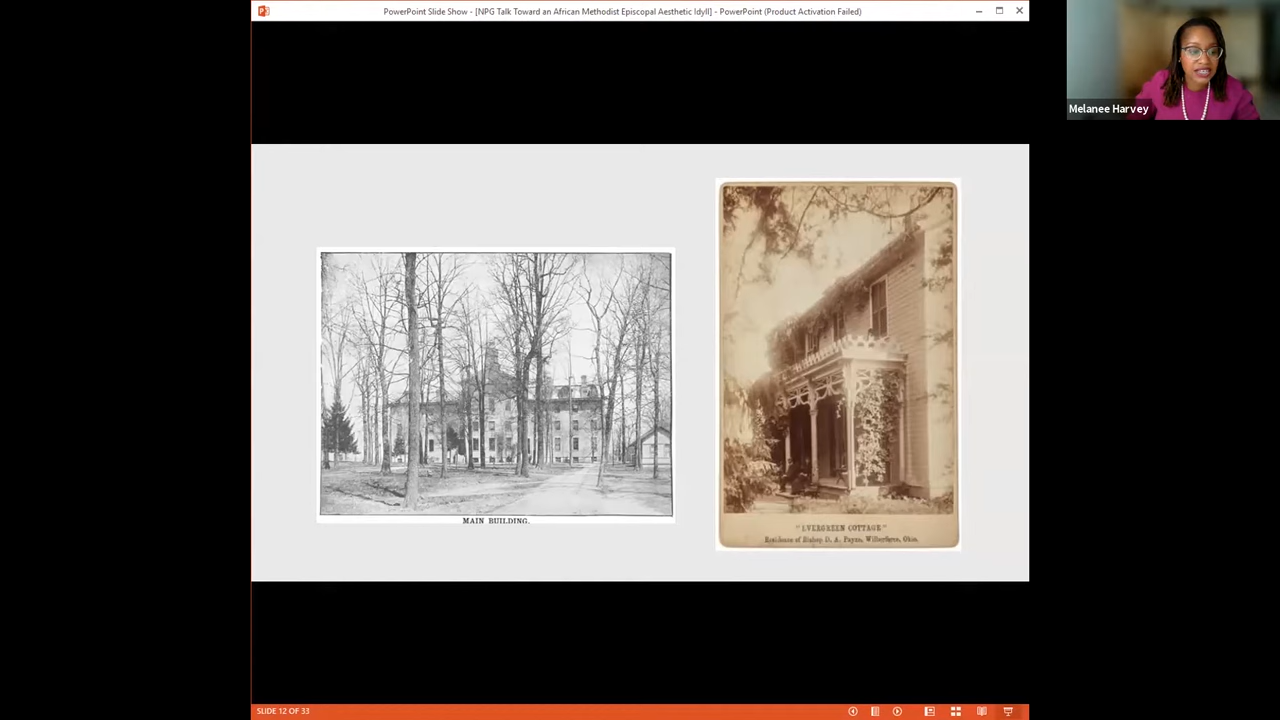 PowerPoint Slide Show - [NPG Talk Toward an African Methodist Episcopal Aesthetic Idyll] - PowerPoint (Product Activation Failed)
Melanee Harvey
MAIN BUILDING.
"EVERGREEN COTTAGE"
Residence of Bishop D. A. Payne, Wilberforce, Ohio.
SLIDE 12 OF 33